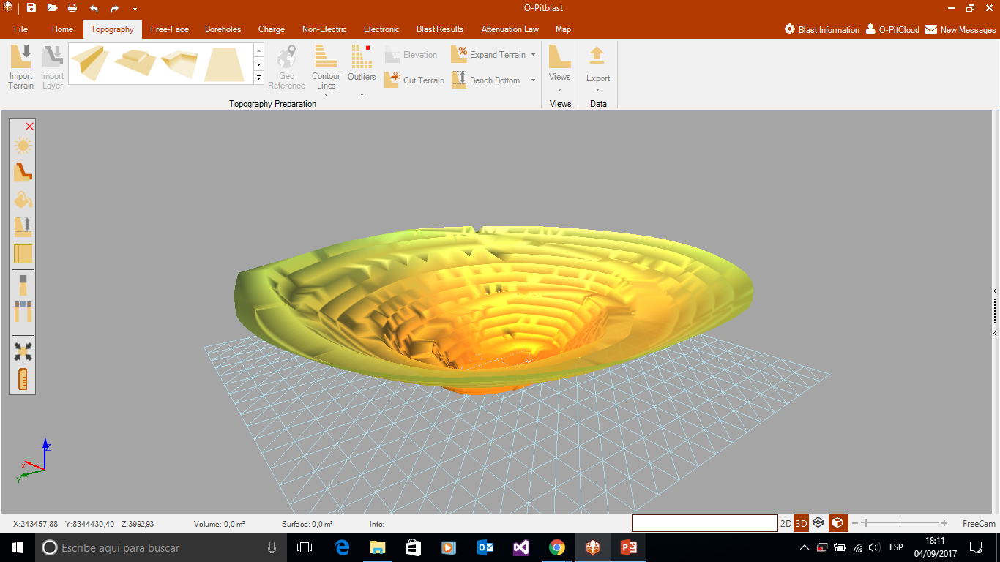 O-Pitblast
File Home Topography Free-Face Boreholes Charge Non-Electric Electronic Blast Results Attenuation Law Map Blast Information O-PitCloud New Messages
Import Terrain
Import Layer
Geo Reference
Contour Lines
Outliers
Elevation
Cut Terrain
Expand Terrain
Bench Bottom
Views
Export
Topography Preparation Views Data
Z
X
Y
X:243457,88 Y:8344430,40 Z:3992,93 Volume: 0,0 m³ Surface: 0,0 m² Info: 2D 3D FreeCam
Escribe aquí para buscar
ESP
18:11
04/09/2017